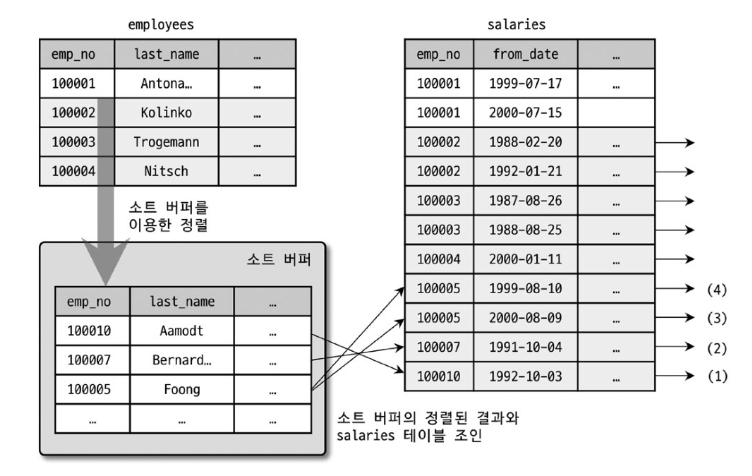 employees
emp_no last_name …
100001 Antona… …
100002 Kolinko …
100003 Trogemann …
100004 Nitsch …
소트 버퍼를
이용한 정렬
소트 버퍼
emp_no last_name …
100010 Aamodt …
100007 Bernard… …
100005 Foong …
… … …
salaries
emp_no from_date …
100001 1999-07-17 …
100001 2000-07-15
100002 1988-02-20 …
100002 1992-01-21 …
100003 1987-08-26 …
100003 1988-08-25 …
100004 2000-01-11 …
100005 1999-08-10 … (4)
100005 2000-08-09 … (3)
100007 1991-10-04 … (2)
100010 1992-10-03 … (1)
소트 버퍼의 정렬된 결과와
salaries 테이블 조인